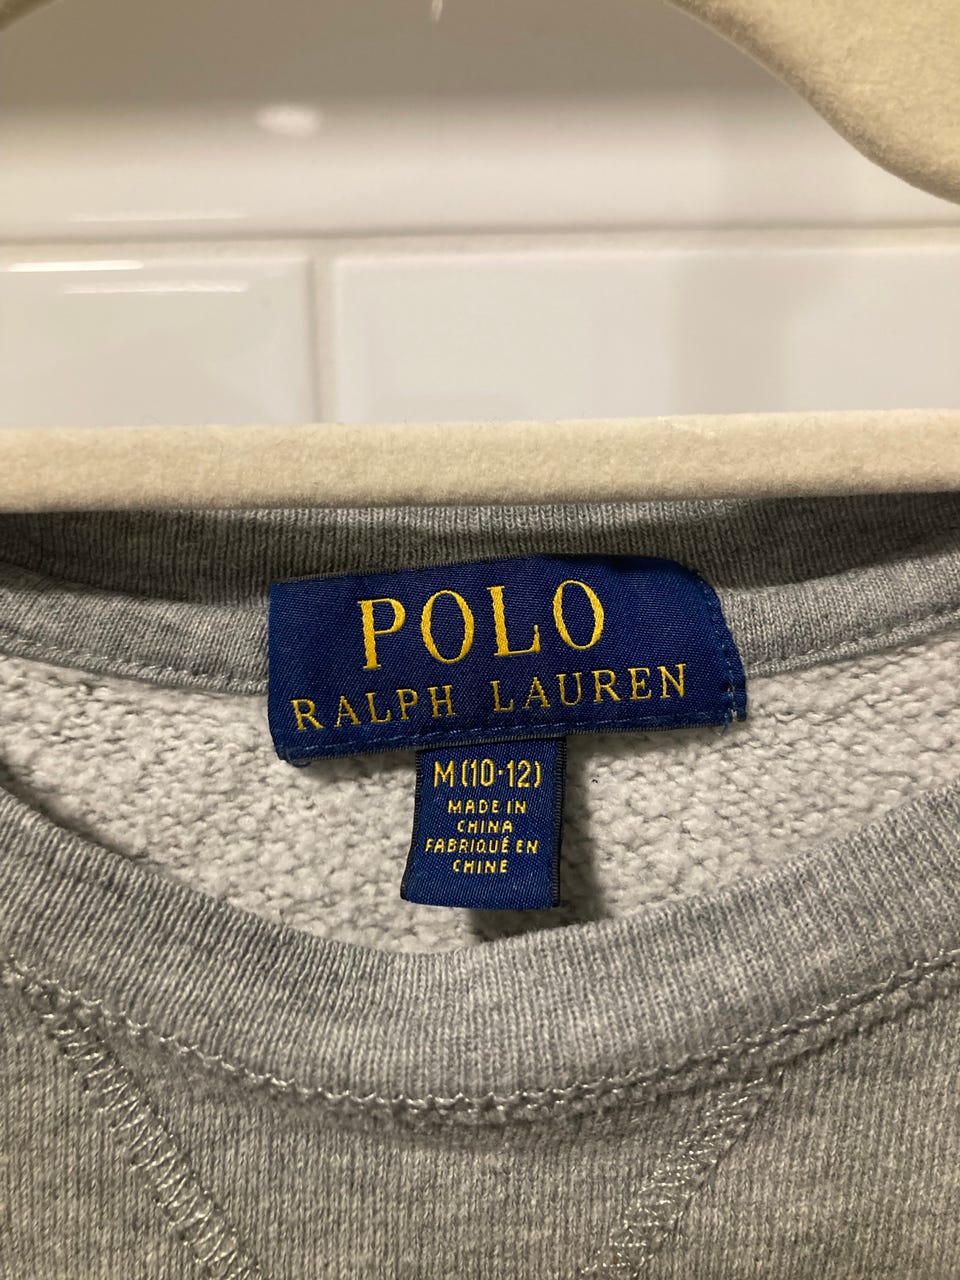 POLO
RALPH LAUREN
M(10-12)
MADE IN
CHINA
FABRIQUÉ EN
CHINE